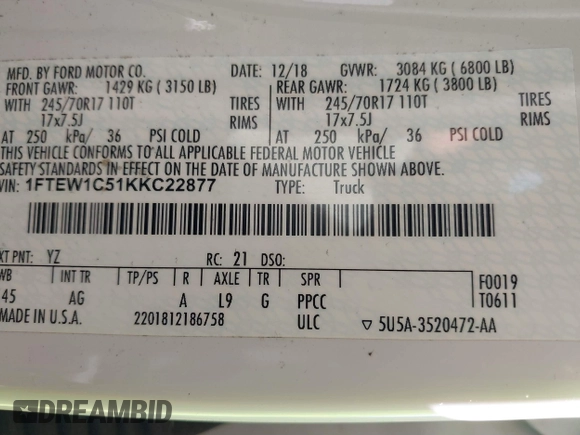 MFD. BY FORD MOTOR CO. DATE: 12/18 GVWR: 3084 KG ( 6800 LB)
FRONT GAWR: 1429 KG ( 3150 LB) REAR GAWR: 1724 KG ( 3800 LB)
WITH 245/70R17 110T TIRES WITH 245/70R17 110T TIRES
17x7.5J RIMS 17x7.5J RIMS
AT 250 kPa/ 36 PSI COLD AT 250 kPa/ 36 PSI COLD
THIS VEHICLE CONFORMS TO ALL APPLICABLE FEDERAL MOTOR VEHICLE
SAFETY STANDARDS IN EFFECT ON THE DATE OF MANUFACTURE SHOWN ABOVE.
VIN: 1FTEW1C51KKC22877 TYPE: Truck
XT PNT: YZ RC: 21 DSO:
WB INT TR TP/PS R AXLE TR SPR F0019
45 AG A L9 G PPCC T0611
MADE IN U.S.A. 2201812186758 ULC ▽ 5U5A-3520472-AA
DREAMBID